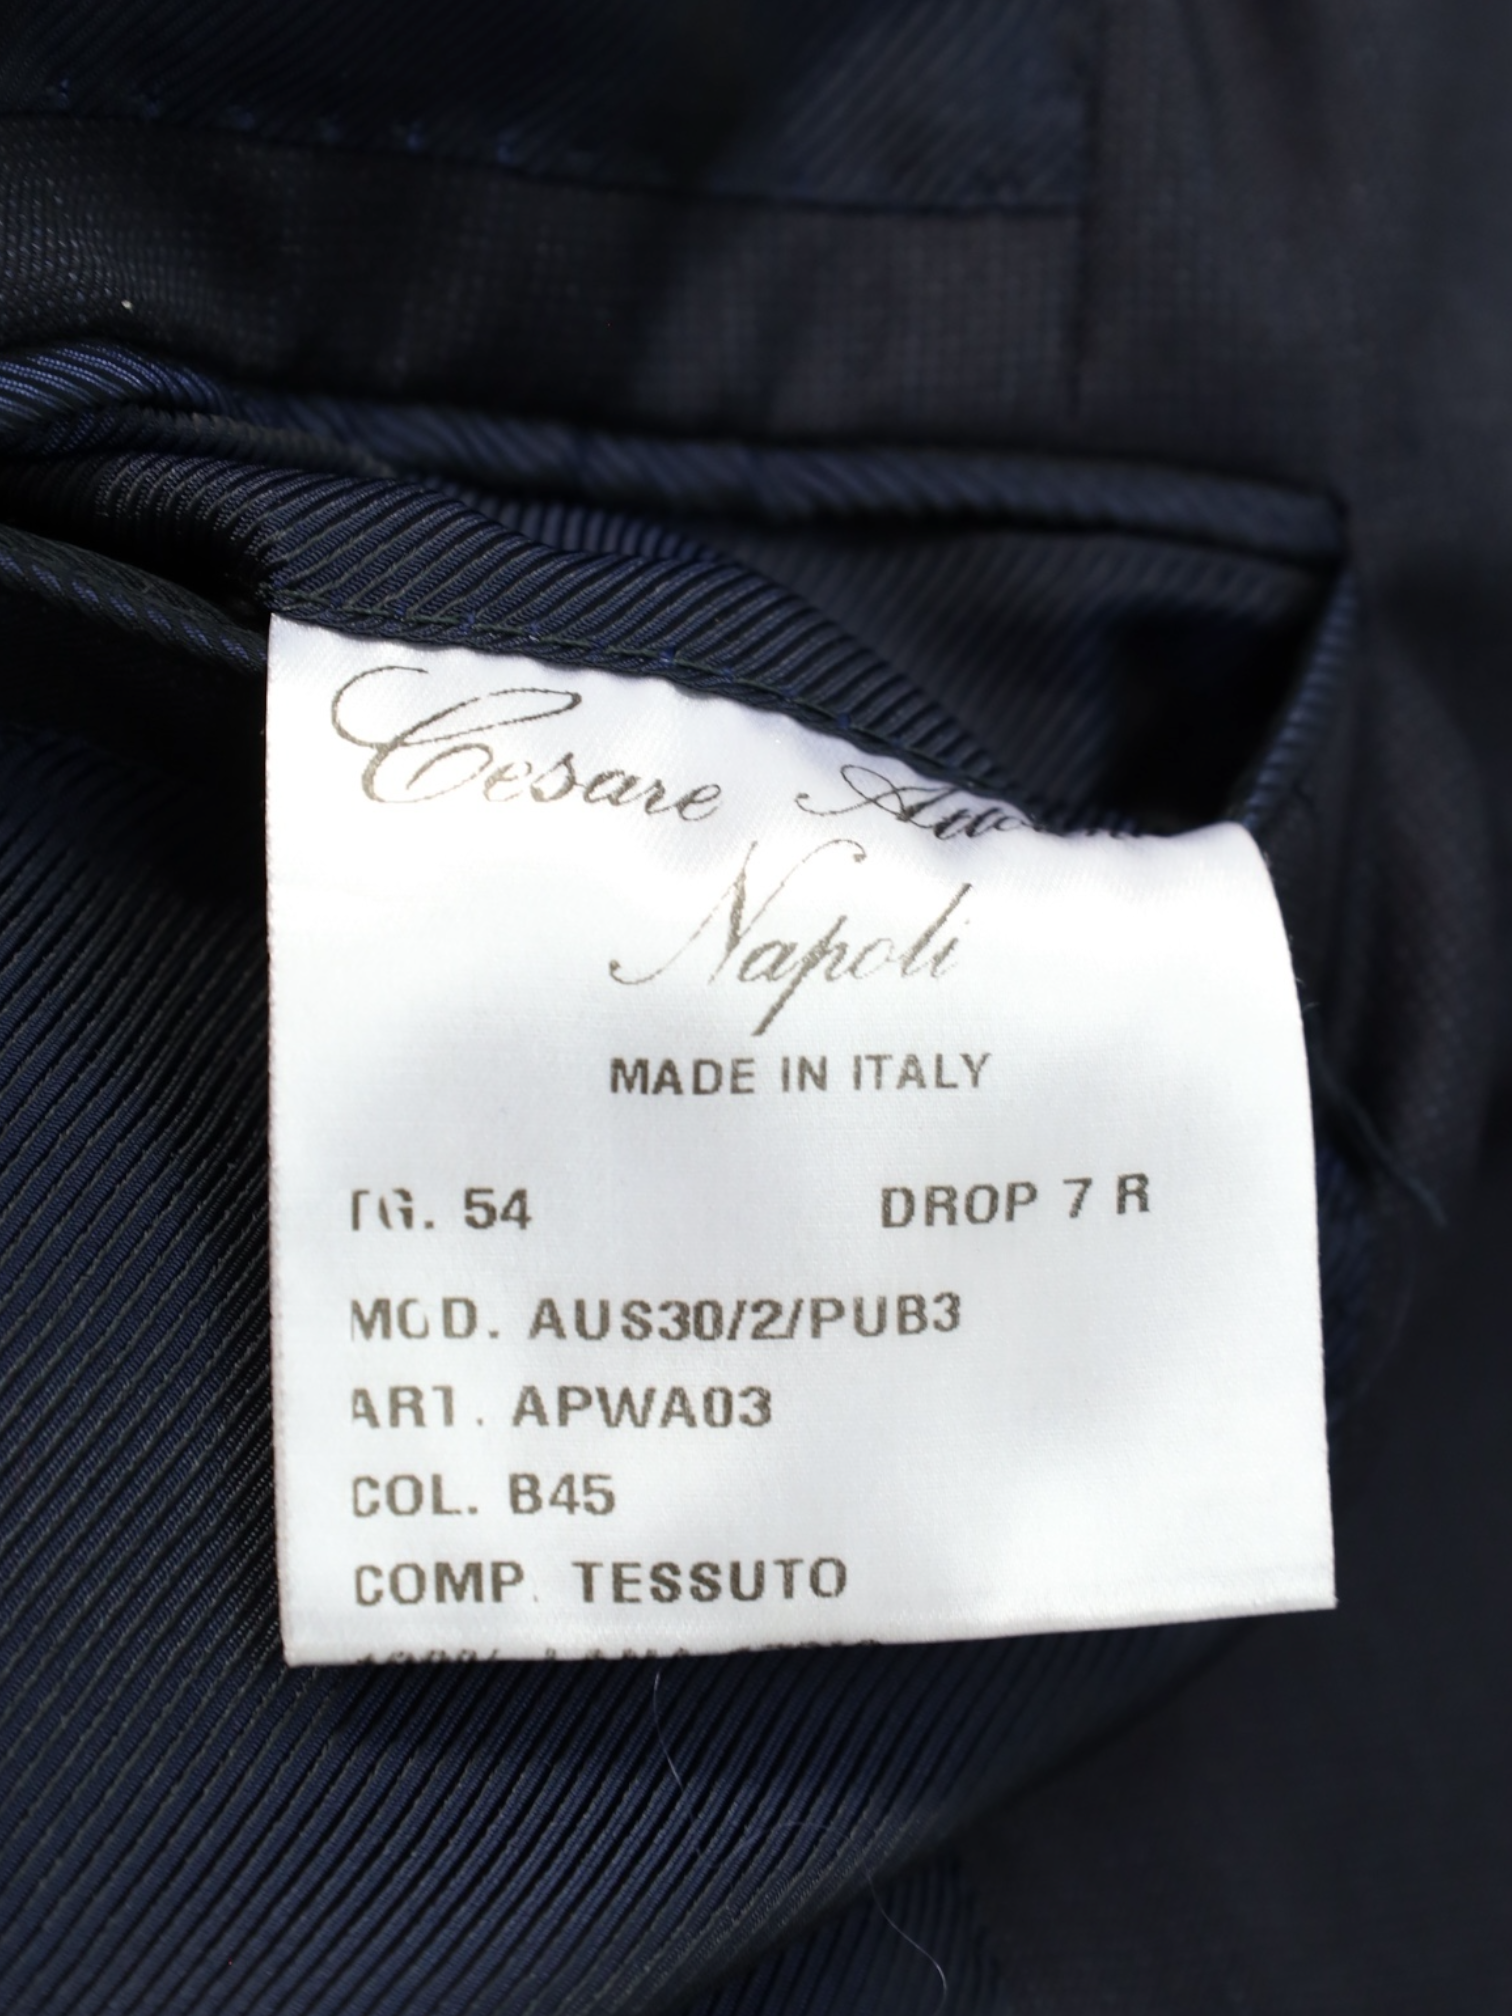 Cesare
Napoli
MADE IN ITALY
TG. 54 DROP 7 R
MOD. AUS30/2/PUB3
ART. APWA03
COL. B45
COMP. TESSUTO